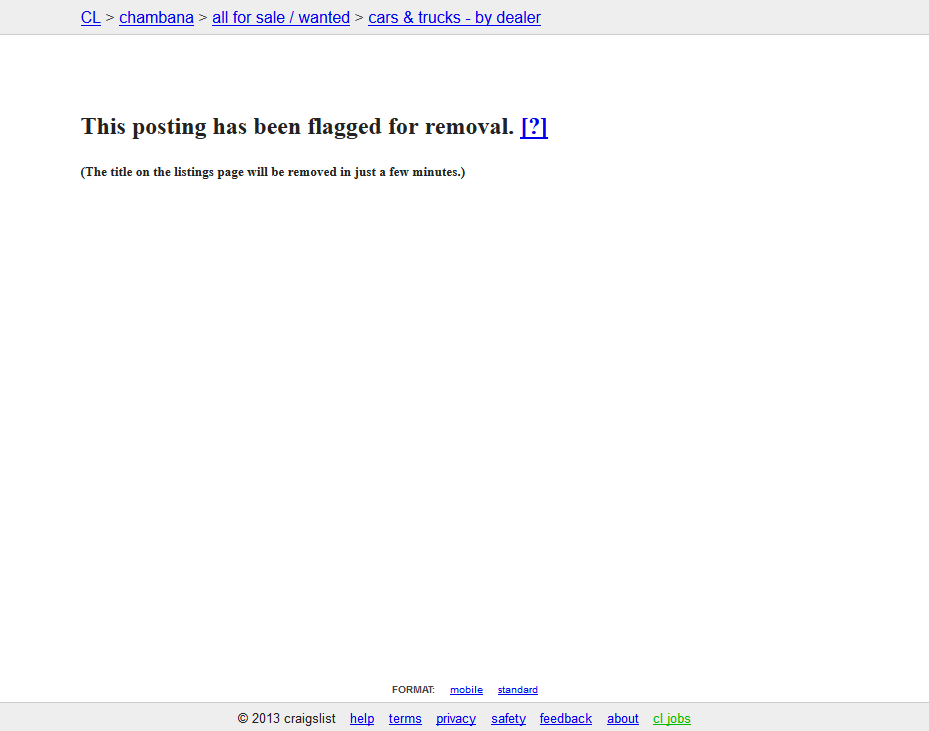 CL > chambana > all for sale / wanted > cars & trucks - by dealer
This posting has been flagged for removal. [?]
(The title on the listings page will be removed in just a few minutes.)
FORMAT: mobile standard
© 2013 craigslist help terms privacy safety feedback about cl jobs